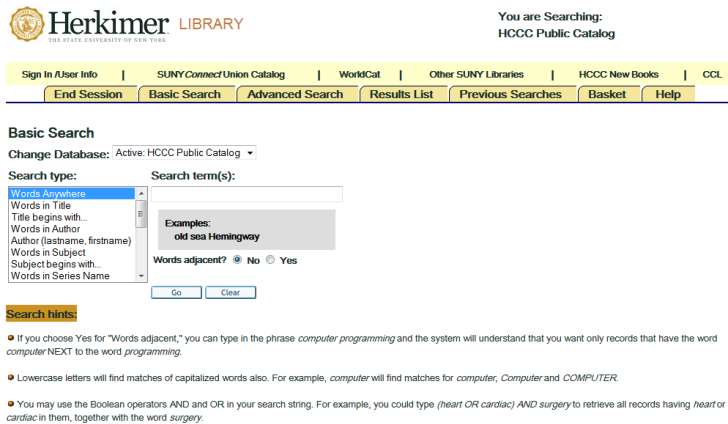 Herkimer LIBRARY
THE STATE UNIVERSITY OF NEW YORK
You are Searching:
HCCC Public Catalog
Sign In /User Info | SUNYConnect Union Catalog | WorldCat | Other SUNY Libraries | HCCC New Books | CCL
End Session Basic Search Advanced Search Results List Previous Searches Basket Help
Basic Search
Change Database: Active: HCCC Public Catalog
Search type: Search term(s):
Words Anywhere
Words in Title
Title begins with...
Words in Author
Author (lastname, firstname)
Words in Subject
Subject begins with...
Words in Series Name
Examples:
old sea Hemingway
Words adjacent? No Yes
Go Clear
Search hints:
If you choose Yes for "Words adjacent," you can type in the phrase computer programming and the system will understand that you want only records that have the word
computer NEXT to the word programming.
Lowercase letters will find matches of capitalized words also. For example, computer will find matches for computer, Computer and COMPUTER.
You may use the Boolean operators AND and OR in your search string. For example, you could type (heart OR cardiac) AND surgery to retrieve all records having heart or
cardiac in them, together with the word surgery.